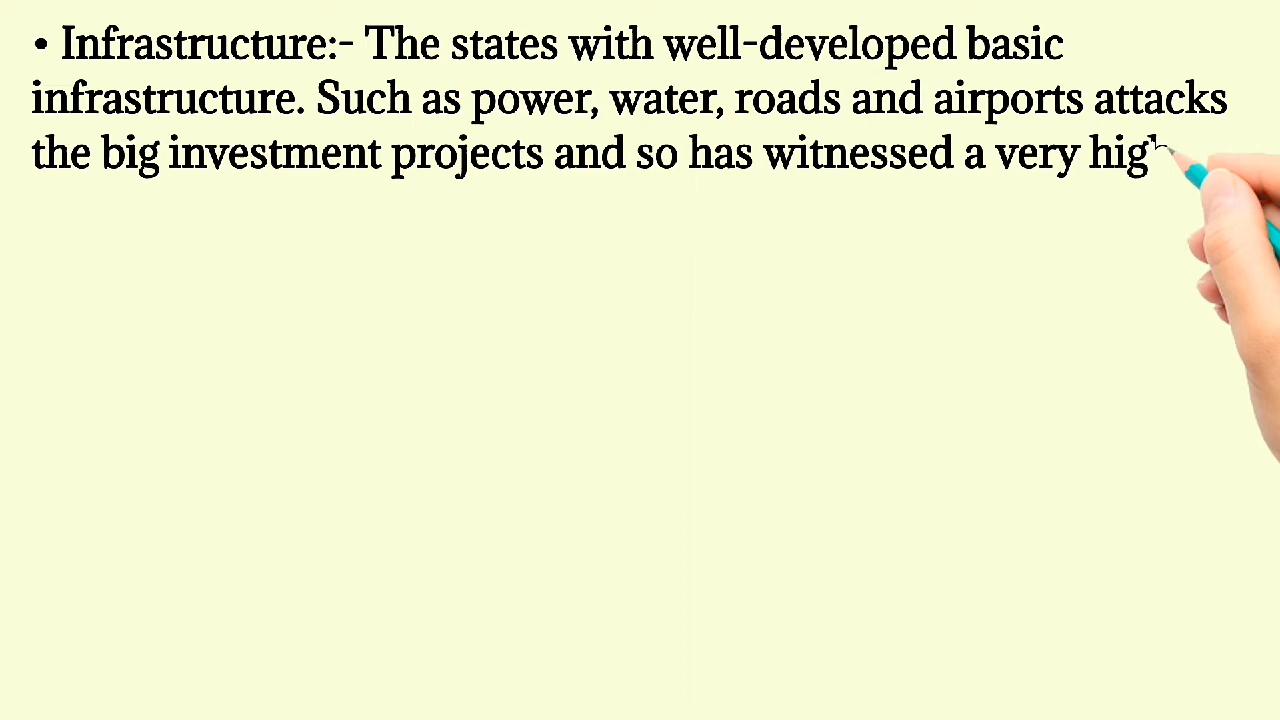 • Infrastructure:- The states with well-developed basic
infrastructure. Such as power, water, roads and airports attacks
the big investment projects and so has witnessed a very